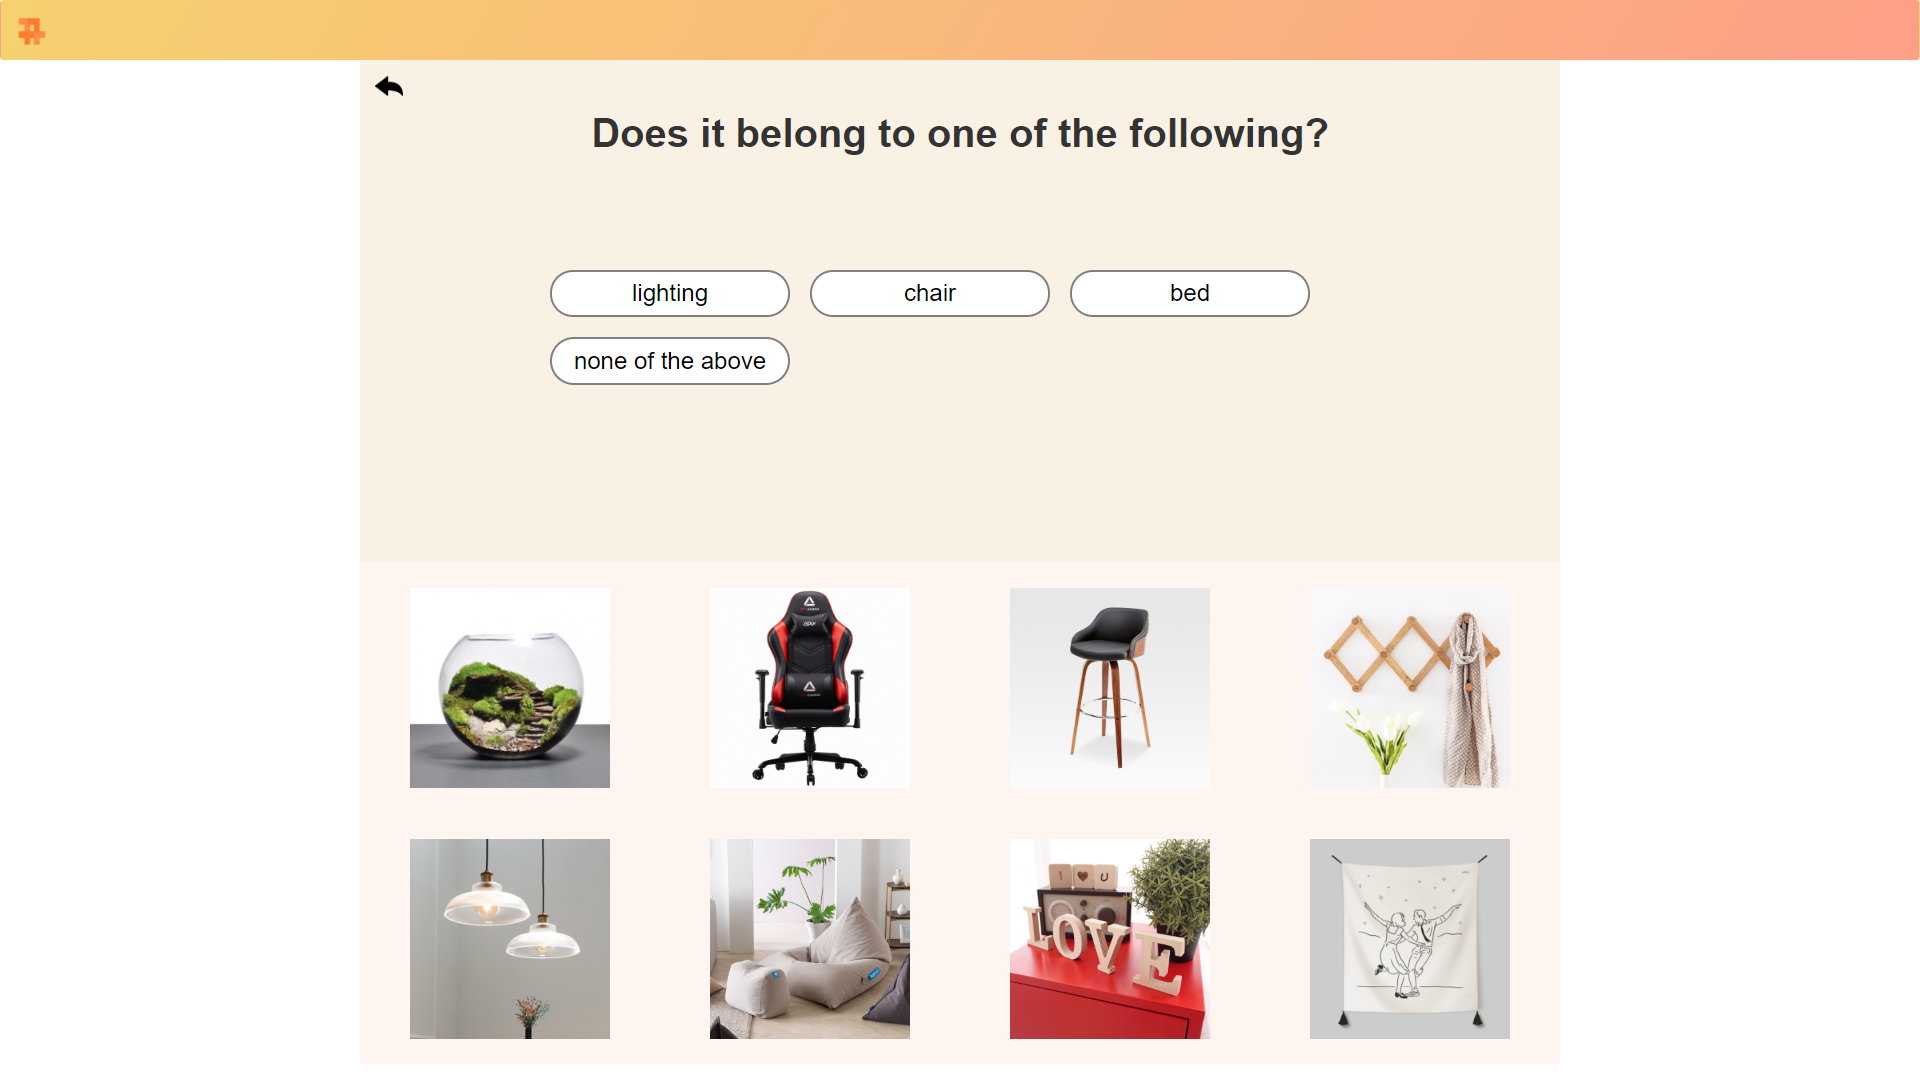 Does it belong to one of the following?
lighting
chair
bed
none of the above
I U
LOVE